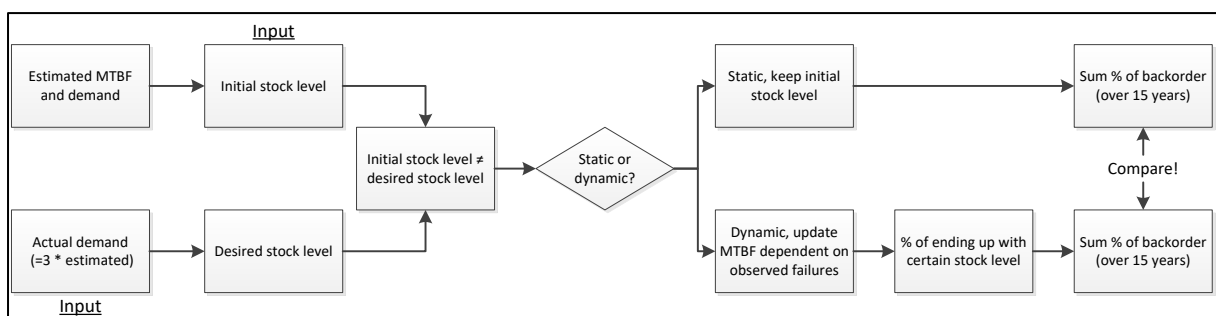 Input
Estimated MTBF
and demand
Initial stock level
Initial stock level ≠
desired stock level
Actual demand
(=3 * estimated)
Input
Desired stock level
Static or
dynamic?
Static, keep initial
stock level
Sum % of backorder
(over 15 years)
Compare!
Dynamic, update
MTBF dependent on
observed failures
% of ending up with
certain stock level
Sum % of backorder
(over 15 years)